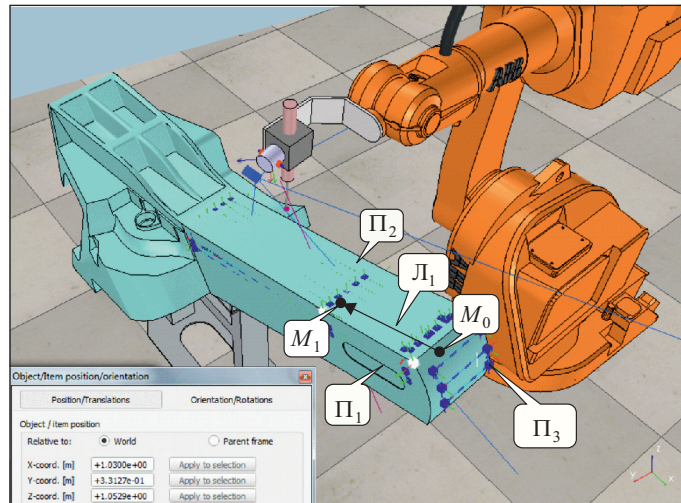 ABB
П₂
Л₁
M₁
M₀
П₁
П₃
Object/Item position/orientation
Position/Translations Orientation/Rotations
Object / item position
Relative to: World Parent frame
X-coord. [m] +1.0300e+00 Apply to selection
Y-coord. [m] +3.3127e-01 Apply to selection
Z-coord. [m] +1.0529e+00 Apply to selection
z
Y
X